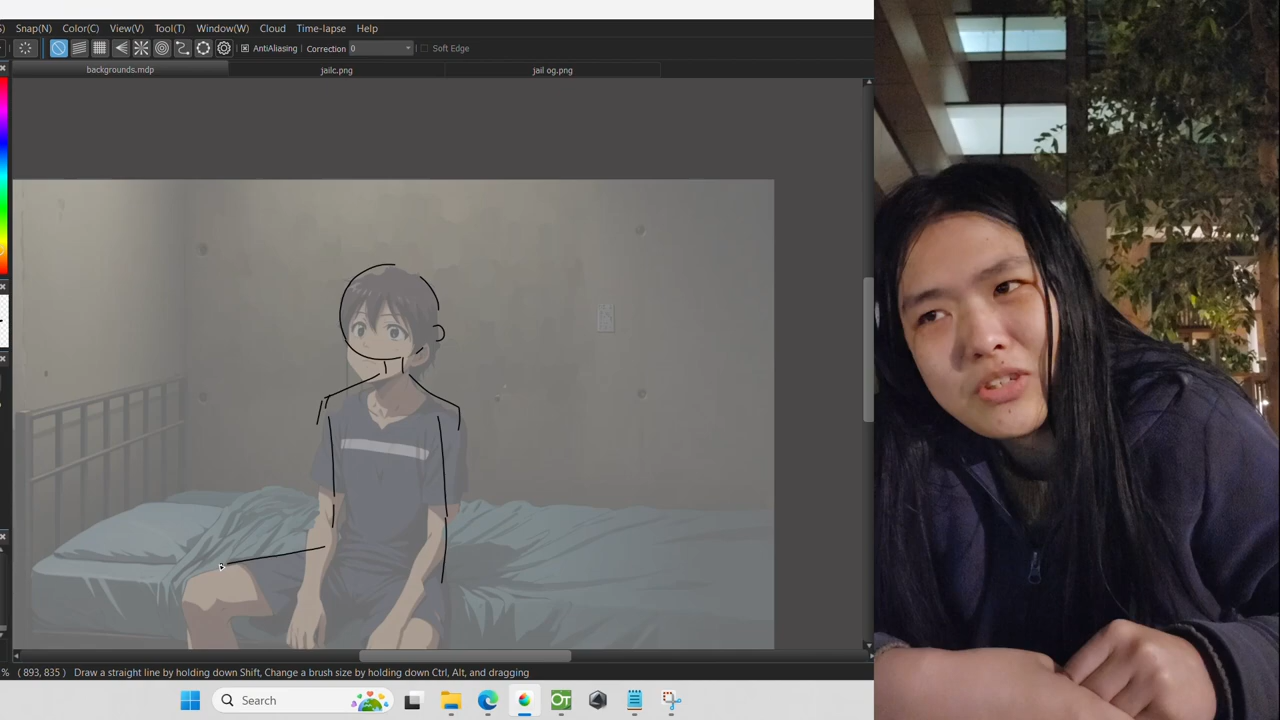 S) Snap(N) Color(C) View(V) Tool(T) Window(W) Cloud Time-lapse Help
AntiAliasing Correction 0 Soft Edge
backgrounds.mdp jailc.png jail og.png
% ( 893, 835 ) Draw a straight line by holding down Shift, Change a brush size by holding down Ctrl, Alt, and dragging
Search OT